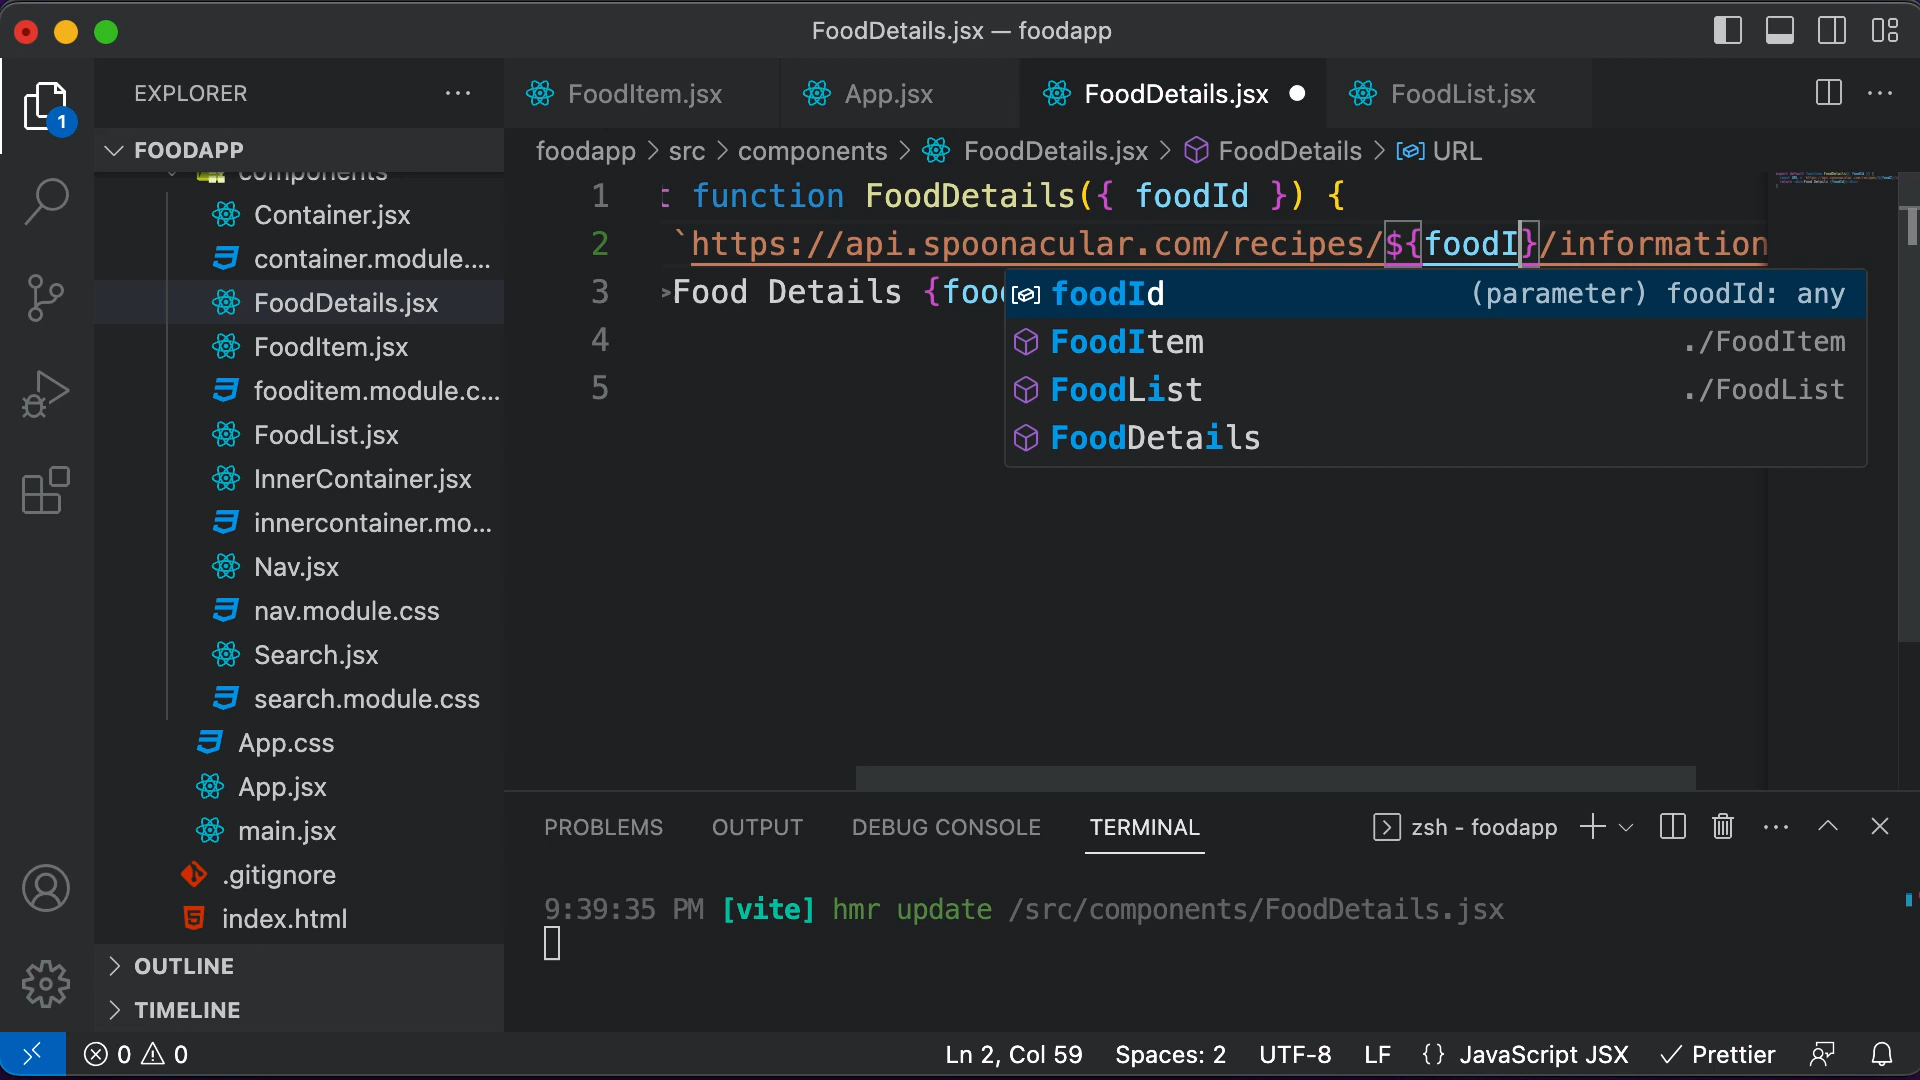 FoodDetails.jsx — foodapp
EXPLORER
FoodItem.jsx
App.jsx
FoodDetails.jsx
FoodList.jsx
1
FOODAPP
foodapp > src > components > FoodDetails.jsx > FoodDetails > URL
components
Container.jsx
container.module....
FoodDetails.jsx
FoodItem.jsx
fooditem.module.c...
FoodList.jsx
InnerContainer.jsx
innercontainer.mo...
Nav.jsx
nav.module.css
Search.jsx
search.module.css
App.css
App.jsx
main.jsx
.gitignore
index.html
OUTLINE
TIMELINE
1 t function FoodDetails({ foodId }) {
2 `https://api.spoonacular.com/recipes/${foodI}/information
3 >Food Details {foo
4
5
foodId (parameter) foodId: any
FoodItem ./FoodItem
FoodList ./FoodList
FoodDetails
PROBLEMS OUTPUT DEBUG CONSOLE TERMINAL
zsh - foodapp
9:39:35 PM [vite] hmr update /src/components/FoodDetails.jsx
0 0
Ln 2, Col 59 Spaces: 2 UTF-8 LF {} JavaScript JSX ✓ Prettier